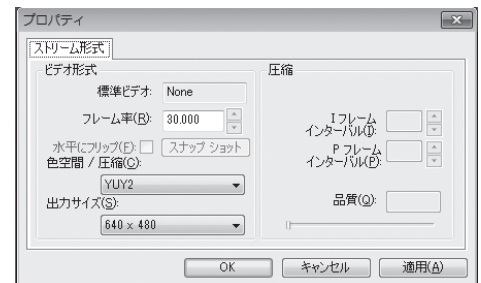 プロパティ
ストリーム形式
ビデオ形式
標準ビデオ: None
フレーム率(R): 30.000
水平にフリップ(F): スナップ ショット
色空間 / 圧縮(C):
YUY2
出力サイズ(S):
640 x 480
圧縮
I フレーム
インターバル(I):
P フレーム
インターバル(P):
品質(Q):
OK キャンセル 適用(A)